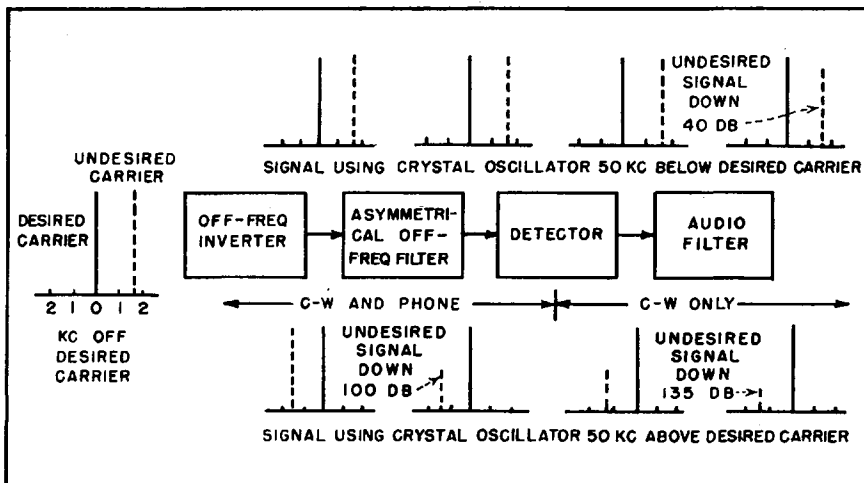 UNDESIRED
SIGNAL
DOWN
40 DB
SIGNAL USING CRYSTAL OSCILLATOR 50 KC BELOW DESIRED CARRIER
UNDESIRED
CARRIER
DESIRED
CARRIER
2 1 0 1 2
KC OFF
DESIRED
CARRIER
OFF-FREQ
INVERTER
ASYMMETRI-
CAL OFF-
FREQ FILTER
DETECTOR
AUDIO
FILTER
C-W AND PHONE
C-W ONLY
UNDESIRED
SIGNAL
DOWN
100 DB
UNDESIRED
SIGNAL
DOWN
135 DB
SIGNAL USING CRYSTAL OSCILLATOR 50 KC ABOVE DESIRED CARRIER